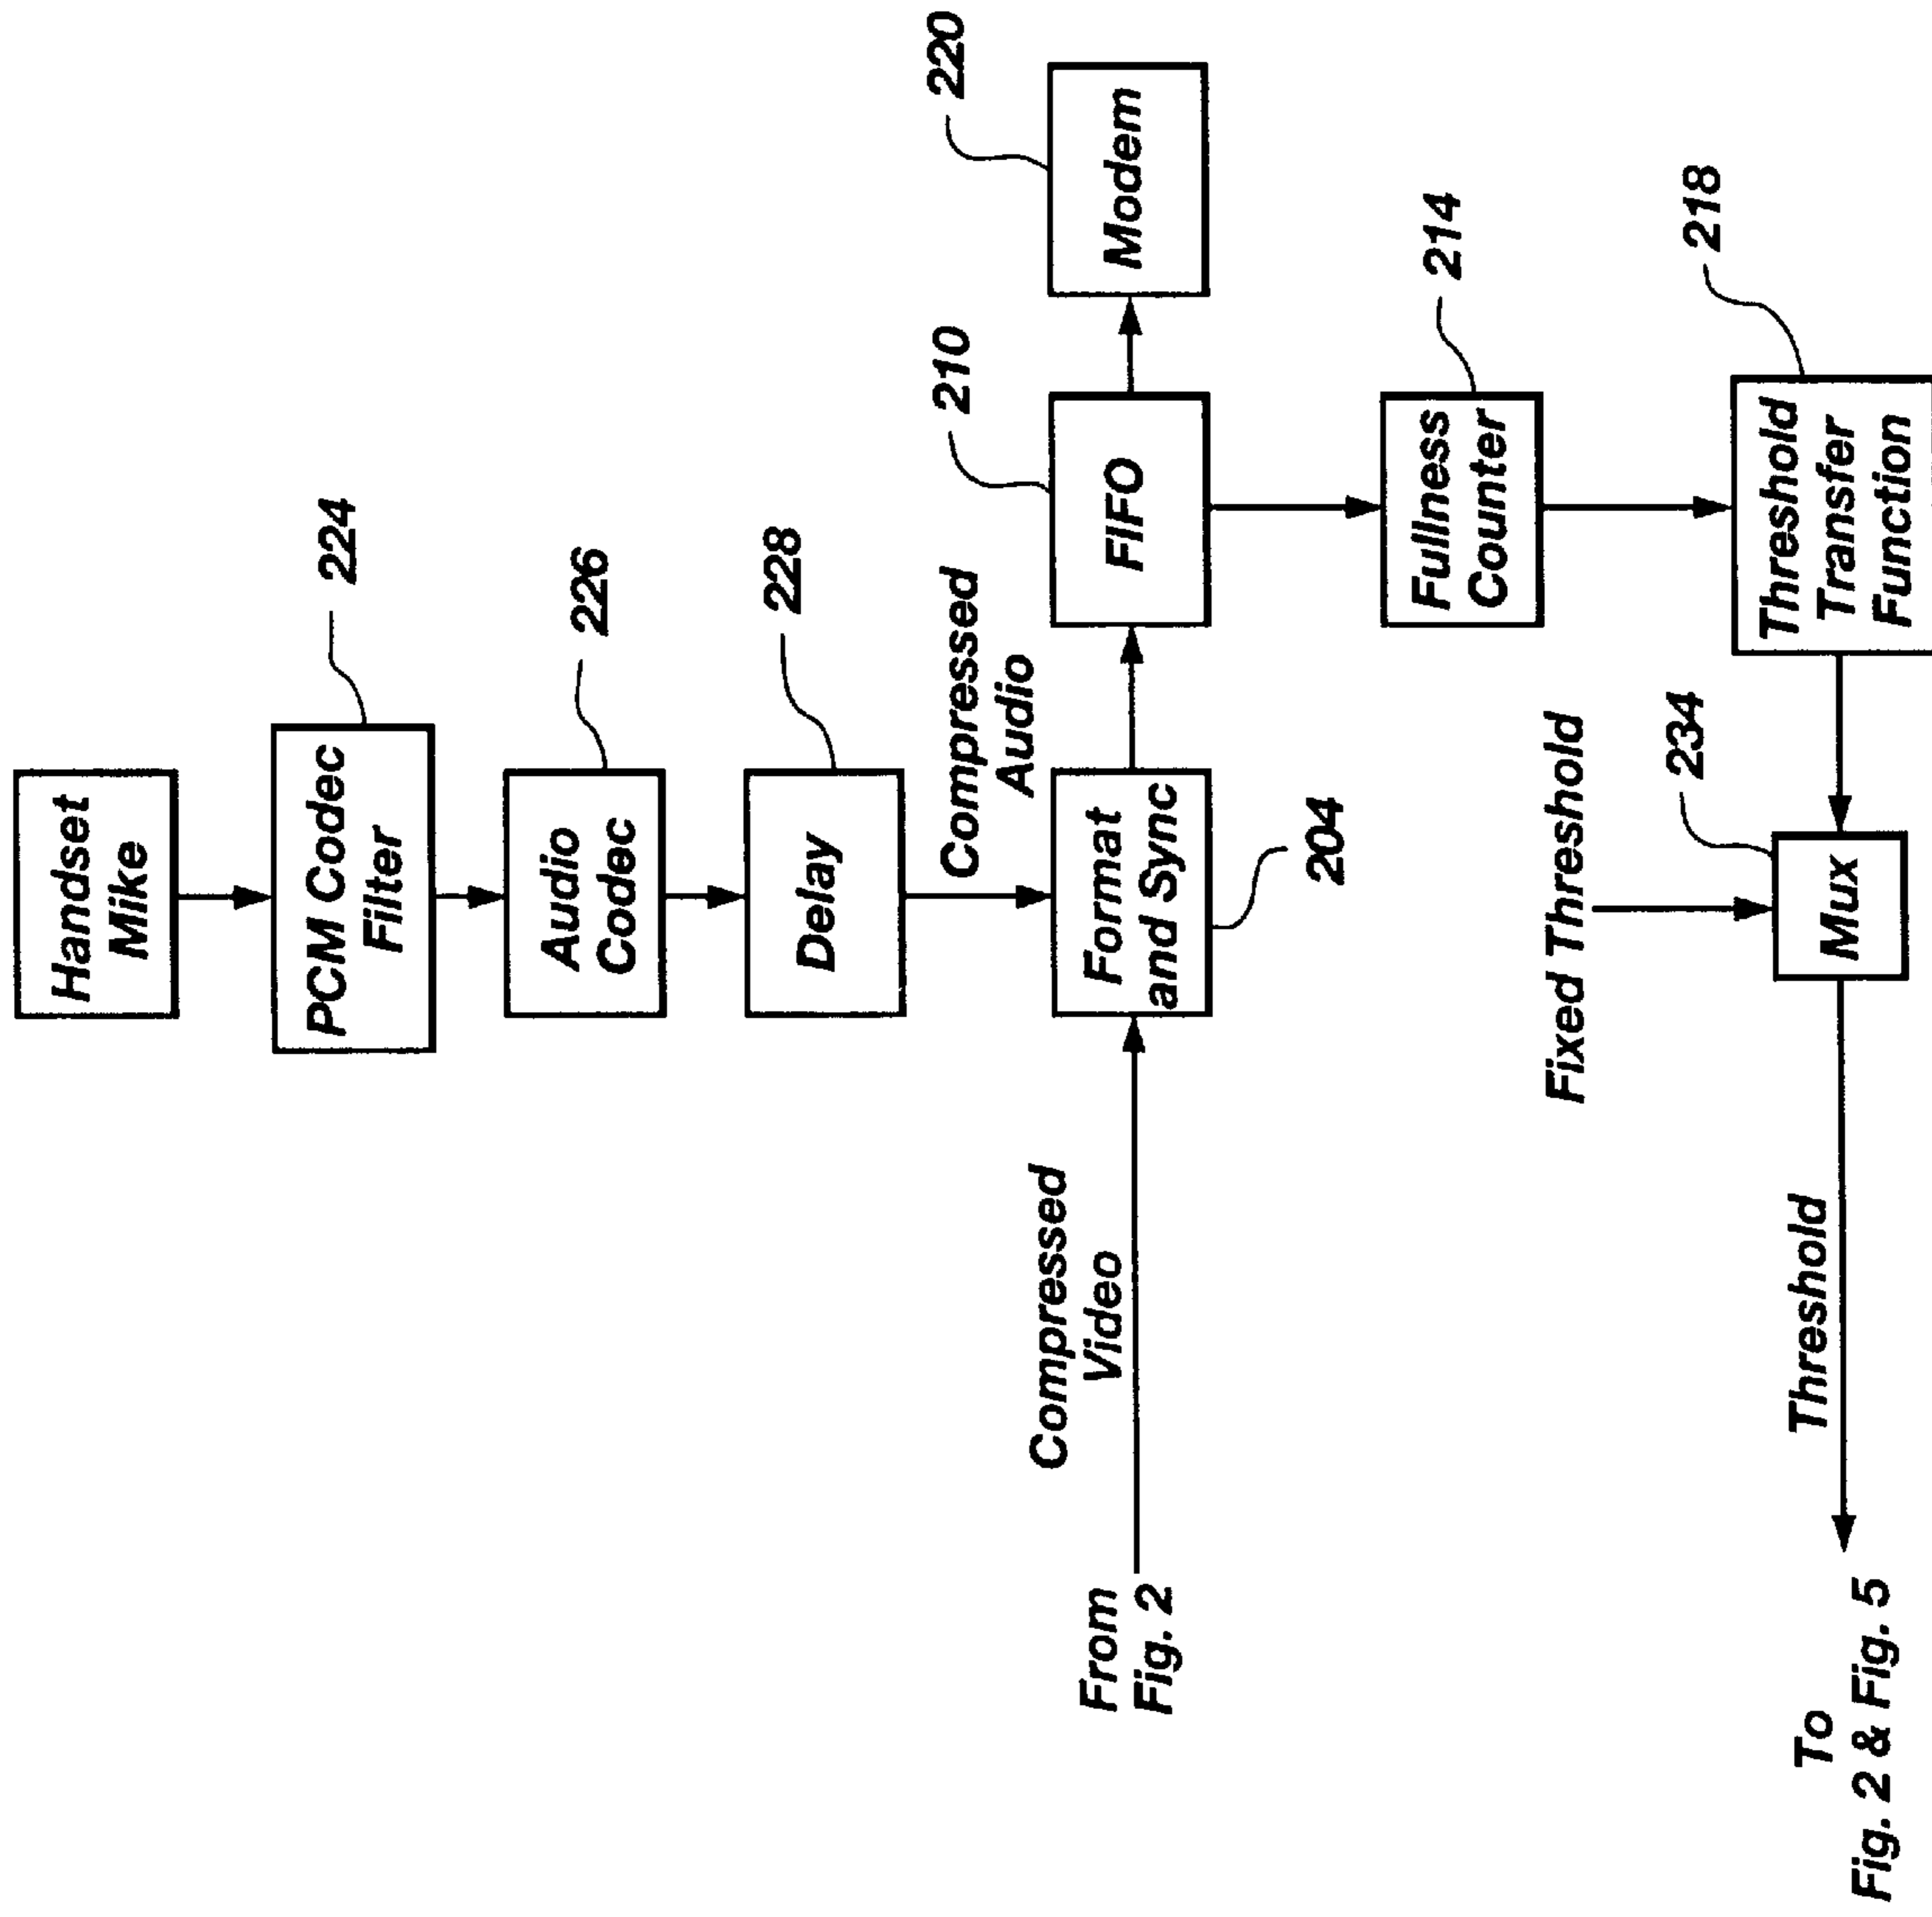 Handset
Mike
PCM Codec
Filter
224
Audio
Codec
226
Delay
228
Compressed
Audio
From
Fig. 2
Compressed
Video
Format
and Sync
204
FIFO
210
Modem
220
Fullness
Counter
214
Threshold
Transfer
Function
218
Fixed Threshold
Mux
234
Threshold
To
Fig. 2 & Fig. 5